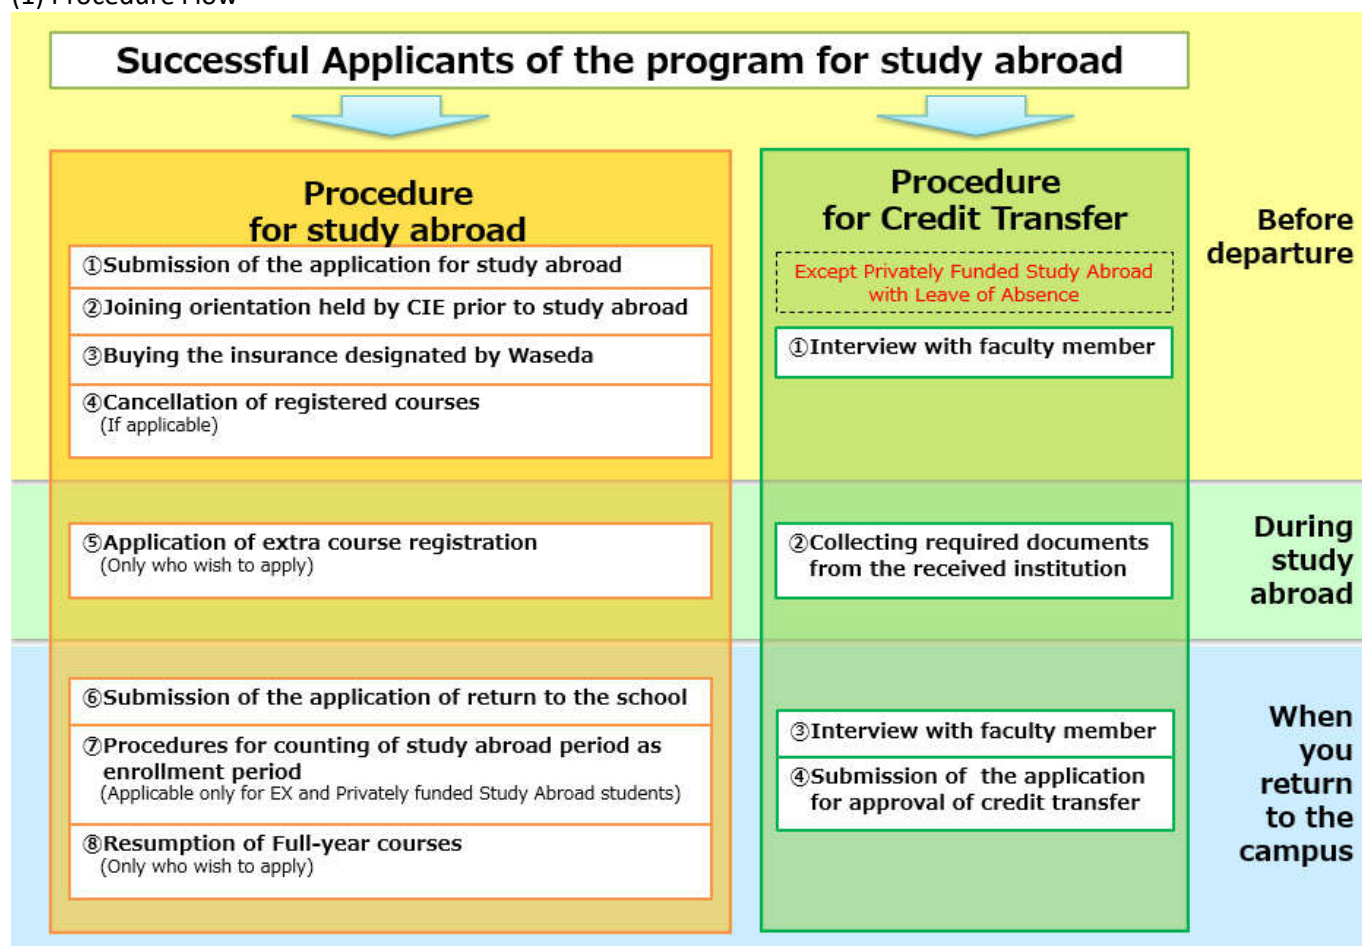 (1) Procedure Flow
Successful Applicants of the program for study abroad
Procedure
for study abroad
①Submission of the application for study abroad
②Joining orientation held by CIE prior to study abroad
③Buying the insurance designated by Waseda
④Cancellation of registered courses
(If applicable)
⑤Application of extra course registration
(Only who wish to apply)
⑥Submission of the application of return to the school
⑦Procedures for counting of study abroad period as
enrollment period
(Applicable only for EX and Privately funded Study Abroad students)
⑧Resumption of Full-year courses
(Only who wish to apply)
Procedure
for Credit Transfer
Except Privately Funded Study Abroad
with Leave of Absence
①Interview with faculty member
②Collecting required documents
from the received institution
③Interview with faculty member
④Submission of the application
for approval of credit transfer
Before
departure
During
study
abroad
When
you
return
to the
campus